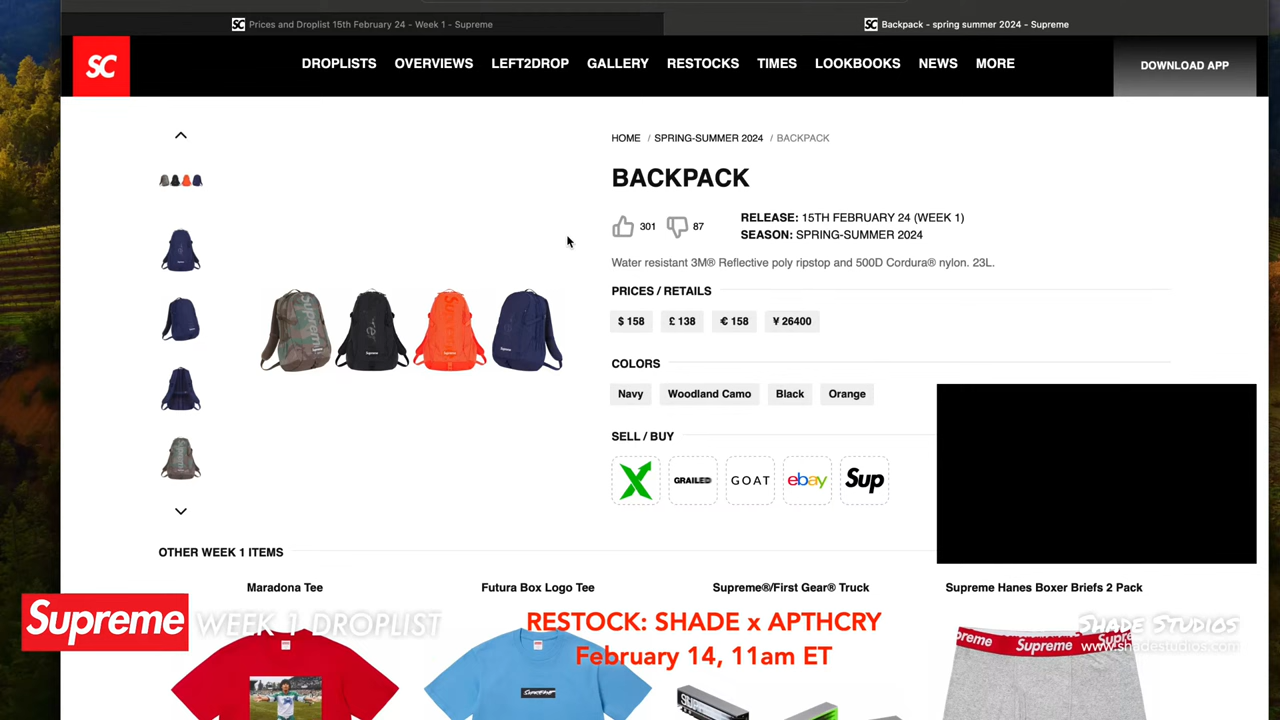 SC Prices and Droplist 15th February 24 - Week 1 - Supreme
SC Backpack - spring summer 2024 - Supreme
SC
DROPLISTS OVERVIEWS LEFT2DROP GALLERY RESTOCKS TIMES LOOKBOOKS NEWS MORE
DOWNLOAD APP
HOME / SPRING-SUMMER 2024 / BACKPACK
BACKPACK
301 87
RELEASE: 15TH FEBRUARY 24 (WEEK 1)
SEASON: SPRING-SUMMER 2024
Water resistant 3M® Reflective poly ripstop and 500D Cordura® nylon. 23L.
PRICES / RETAILS
$ 158 £ 138 € 158 ¥ 26400
COLORS
Navy Woodland Camo Black Orange
SELL / BUY
X GRAILED GOAT ebay Sup
OTHER WEEK 1 ITEMS
Maradona Tee Futura Box Logo Tee Supreme®/First Gear® Truck Supreme Hanes Boxer Briefs 2 Pack
Supreme WEEK 1 DROPLIST
RESTOCK: SHADE x APTHCRY
February 14, 11am ET
SHADE STUDIOS
www.shadestudios.com
Supreme